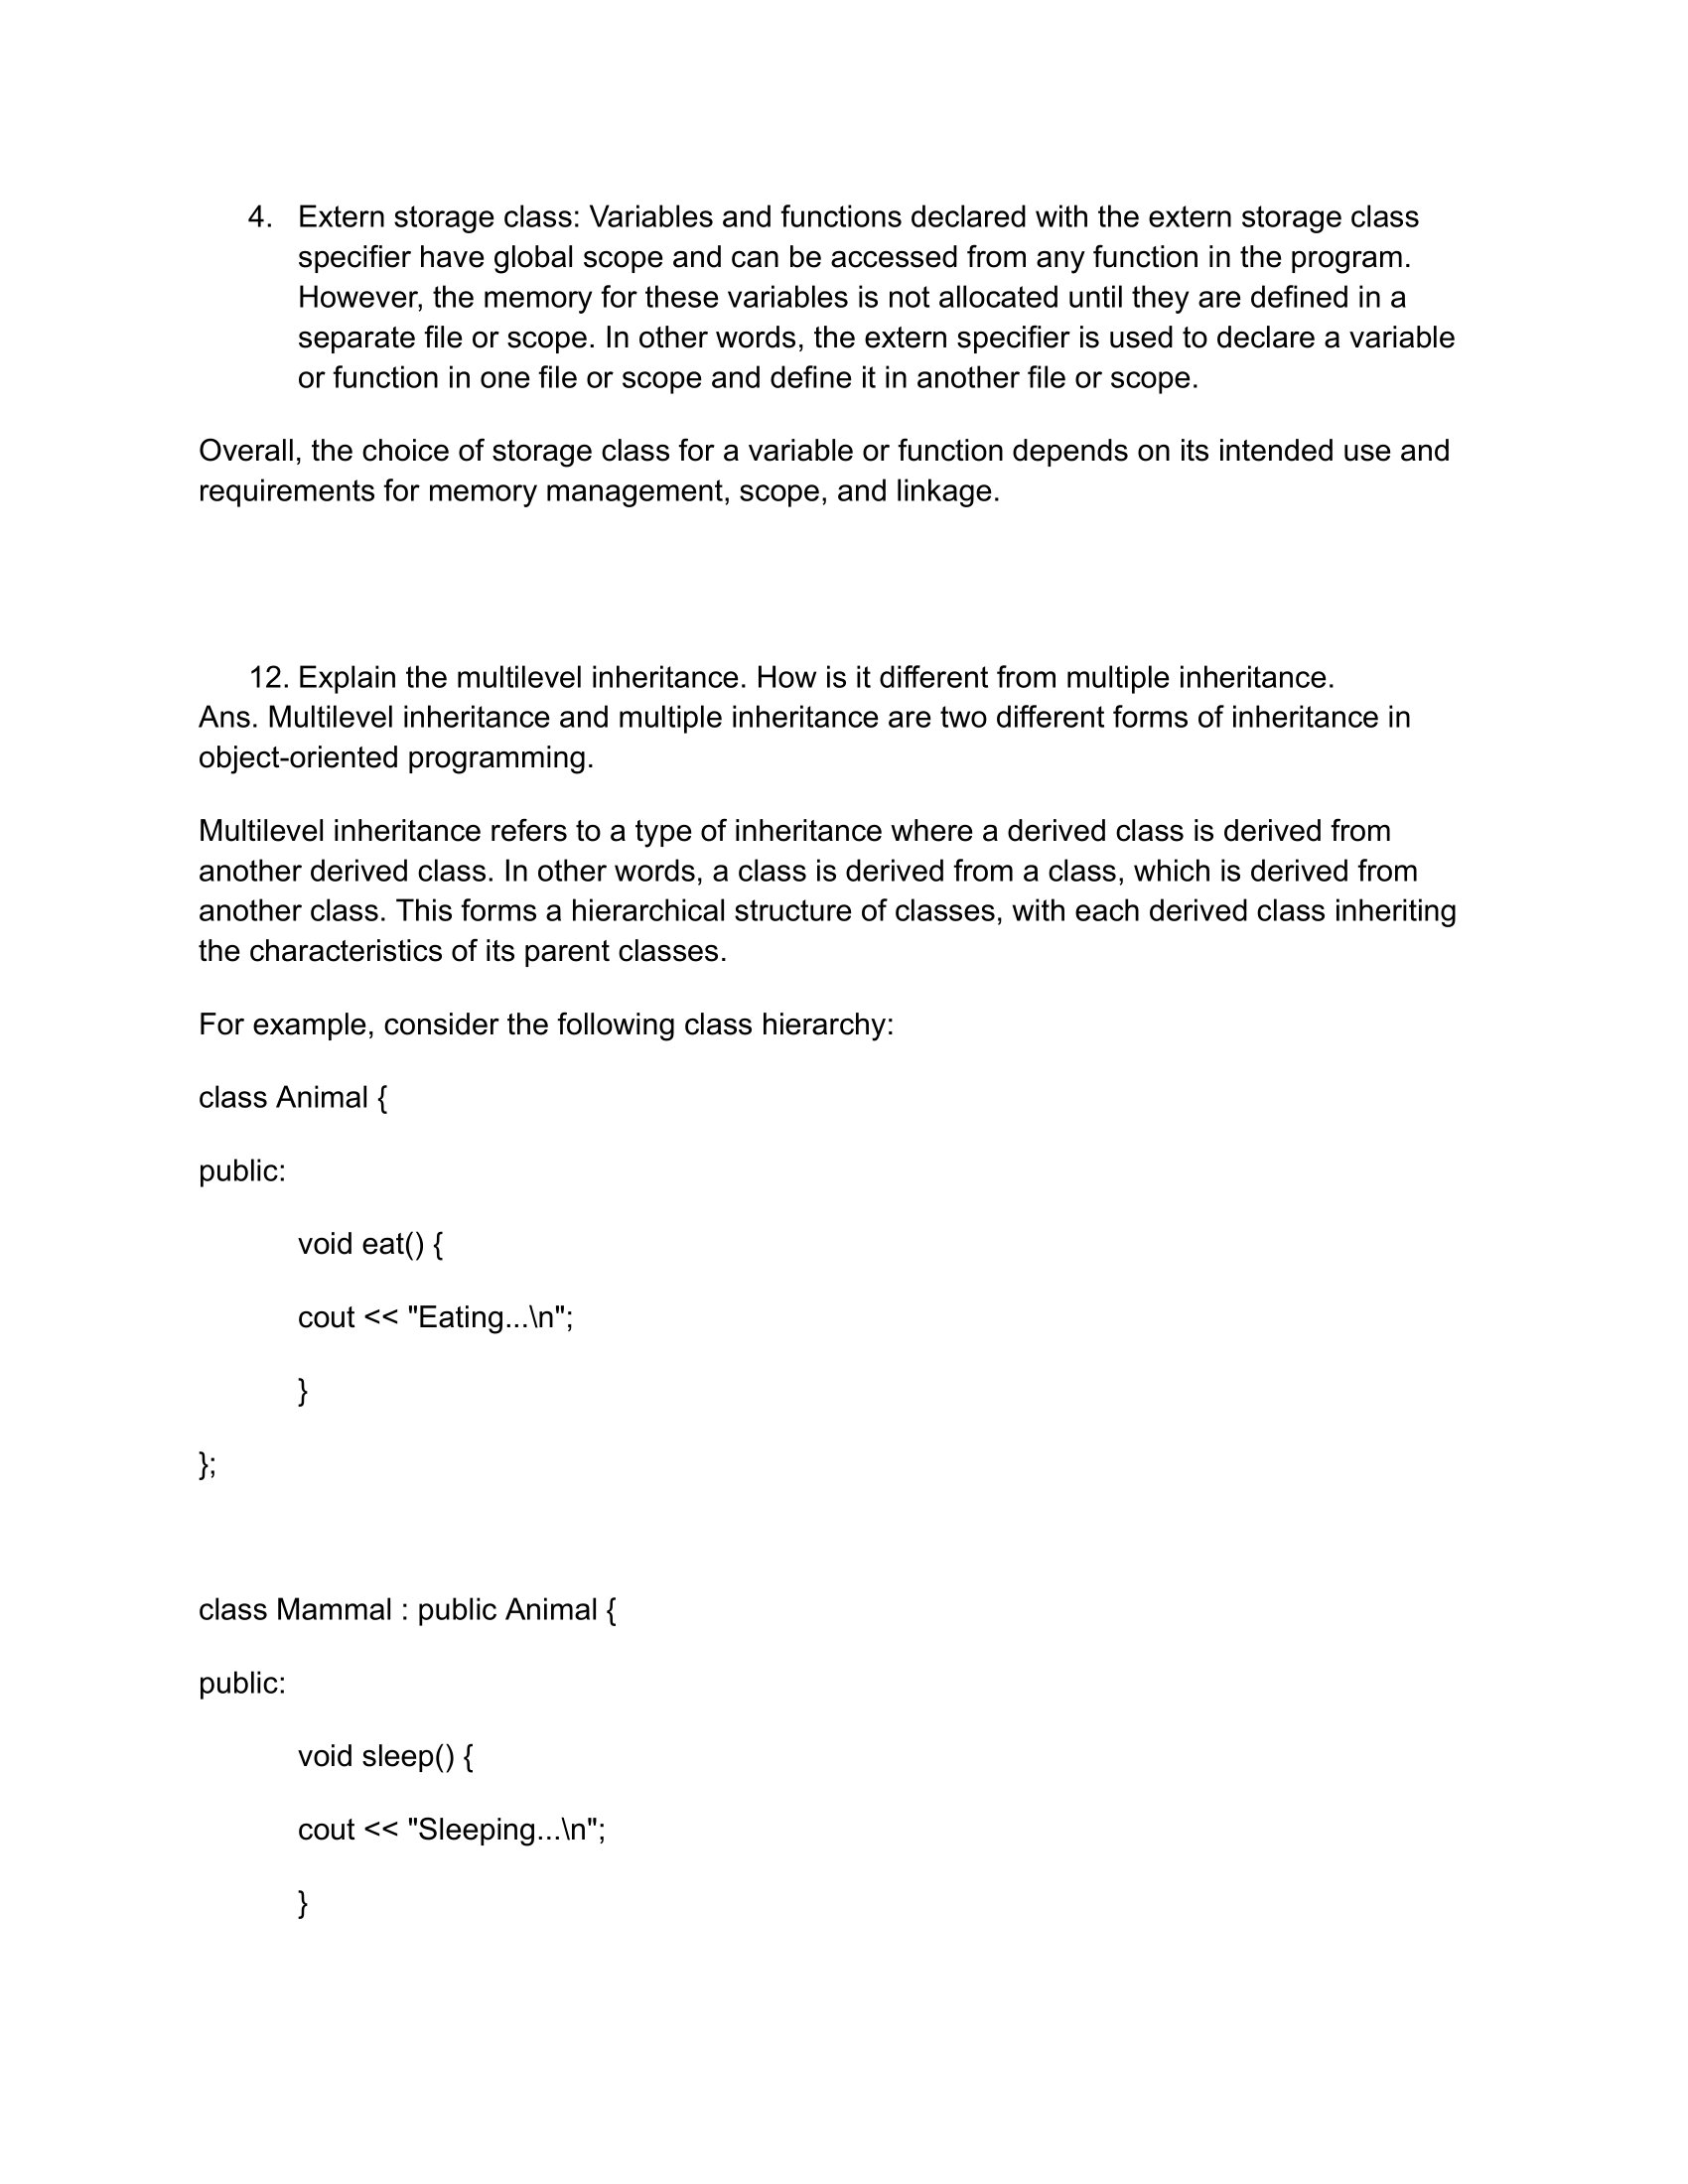 4. Extern storage class: Variables and functions declared with the extern storage class
specifier have global scope and can be accessed from any function in the program.
However, the memory for these variables is not allocated until they are defined in a
separate file or scope. In other words, the extern specifier is used to declare a variable
or function in one file or scope and define it in another file or scope.
Overall, the choice of storage class for a variable or function depends on its intended use and
requirements for memory management, scope, and linkage.
12. Explain the multilevel inheritance. How is it different from multiple inheritance.
Ans. Multilevel inheritance and multiple inheritance are two different forms of inheritance in
object-oriented programming.
Multilevel inheritance refers to a type of inheritance where a derived class is derived from
another derived class. In other words, a class is derived from a class, which is derived from
another class. This forms a hierarchical structure of classes, with each derived class inheriting
the characteristics of its parent classes.
For example, consider the following class hierarchy:
class Animal {
public:
void eat() {
cout << "Eating...\n";
}
};
class Mammal : public Animal {
public:
void sleep() {
cout << "Sleeping...\n";
}